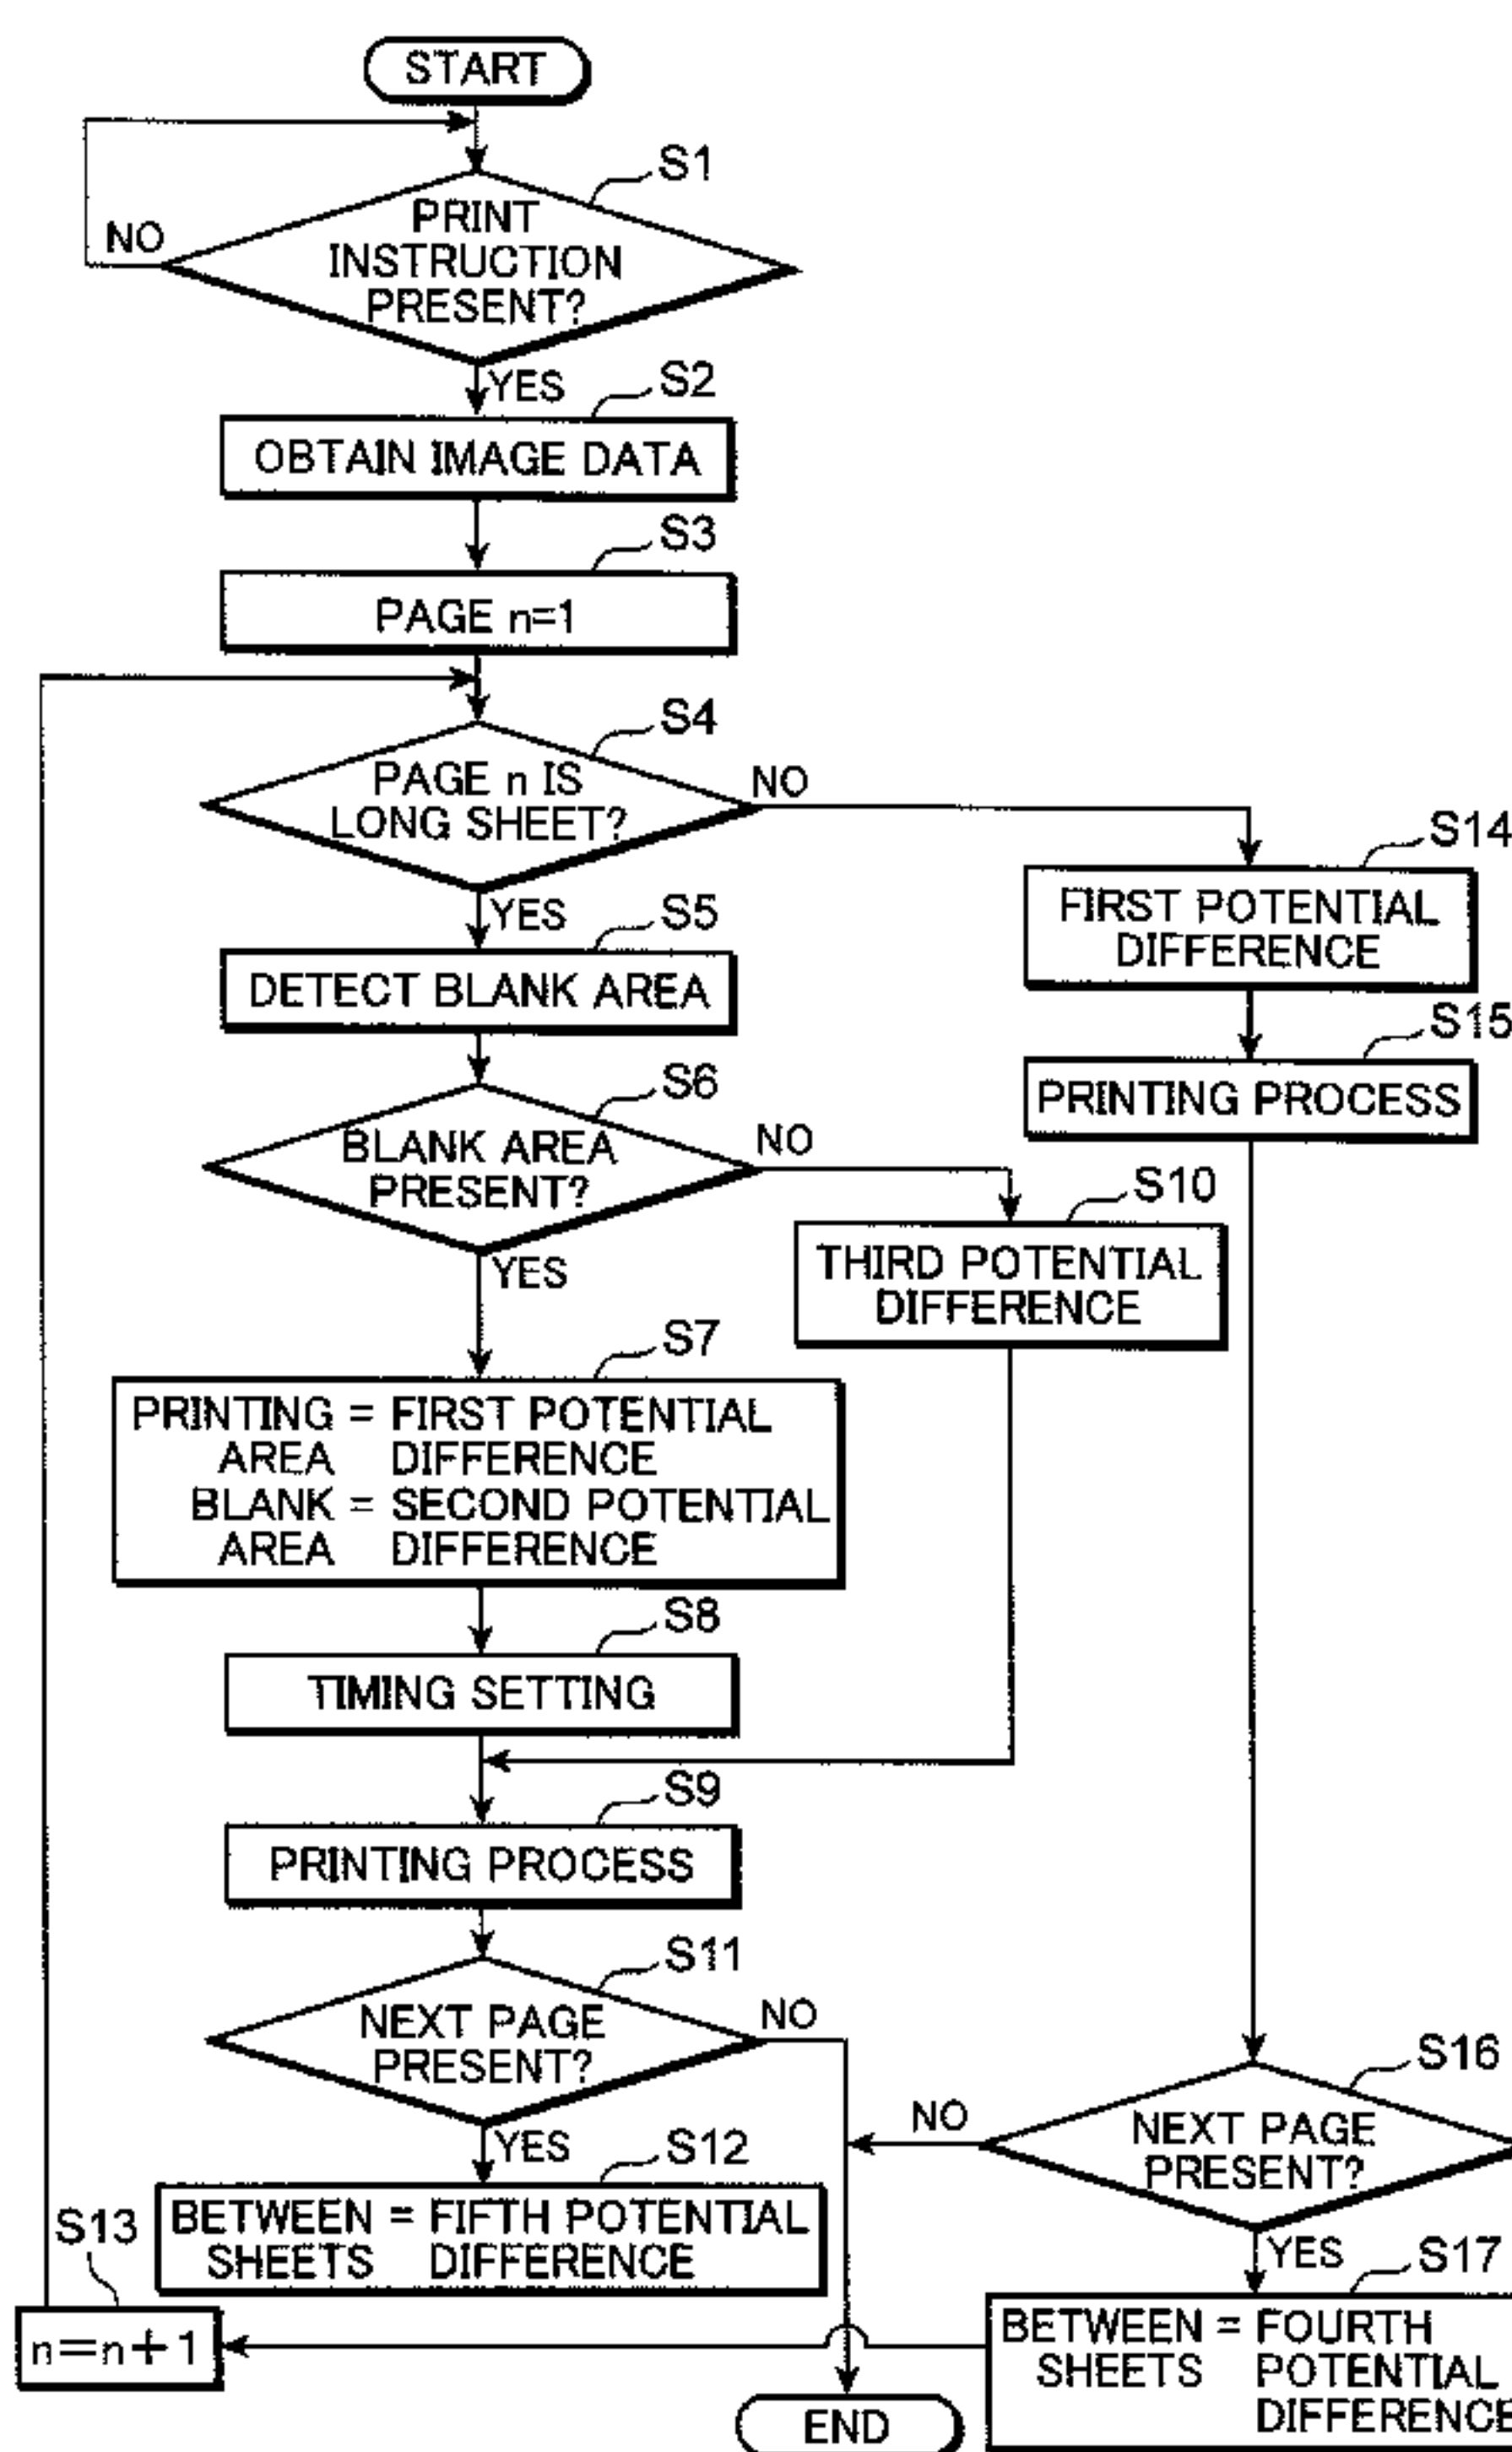 START
S1
PRINT
INSTRUCTION
PRESENT?
NO
YES
S2
OBTAIN IMAGE DATA
S3
PAGE n=1
S4
PAGE n IS
LONG SHEET?
NO
YES
S14
FIRST POTENTIAL
DIFFERENCE
S5
DETECT BLANK AREA
S15
PRINTING PROCESS
S6
BLANK AREA
PRESENT?
NO
YES
S10
THIRD POTENTIAL
DIFFERENCE
S7
PRINTING = FIRST POTENTIAL
AREA DIFFERENCE
BLANK = SECOND POTENTIAL
AREA DIFFERENCE
S8
TIMING SETTING
S9
PRINTING PROCESS
S11
NEXT PAGE
PRESENT?
NO
YES
S16
NEXT PAGE
PRESENT?
NO
YES
S12
BETWEEN = FIFTH POTENTIAL
SHEETS DIFFERENCE
S13
n=n+1
S17
BETWEEN = FOURTH
SHEETS POTENTIAL
DIFFERENCE
END